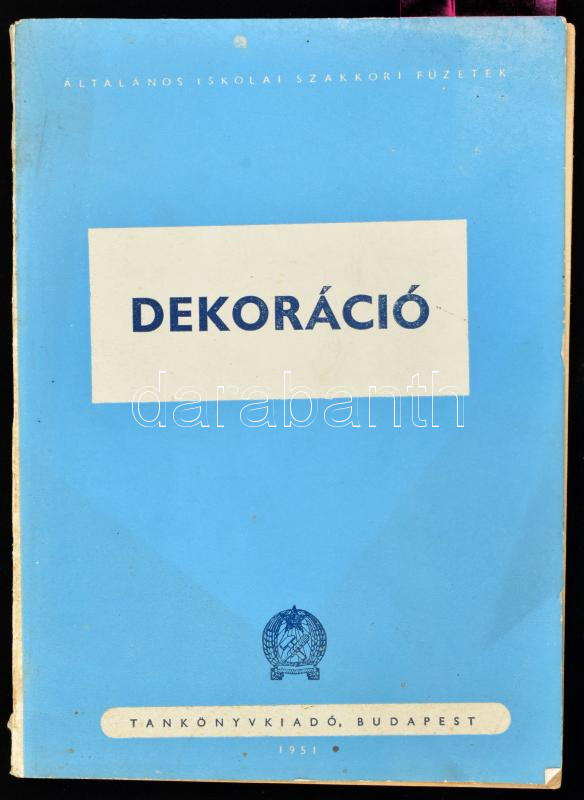 ÁLTALÁNOS ISKOLAI SZAKKÖRI FÜZETEK
DEKORÁCIÓ
darabanth
TANKÖNYVKIADÓ, BUDAPEST
1951